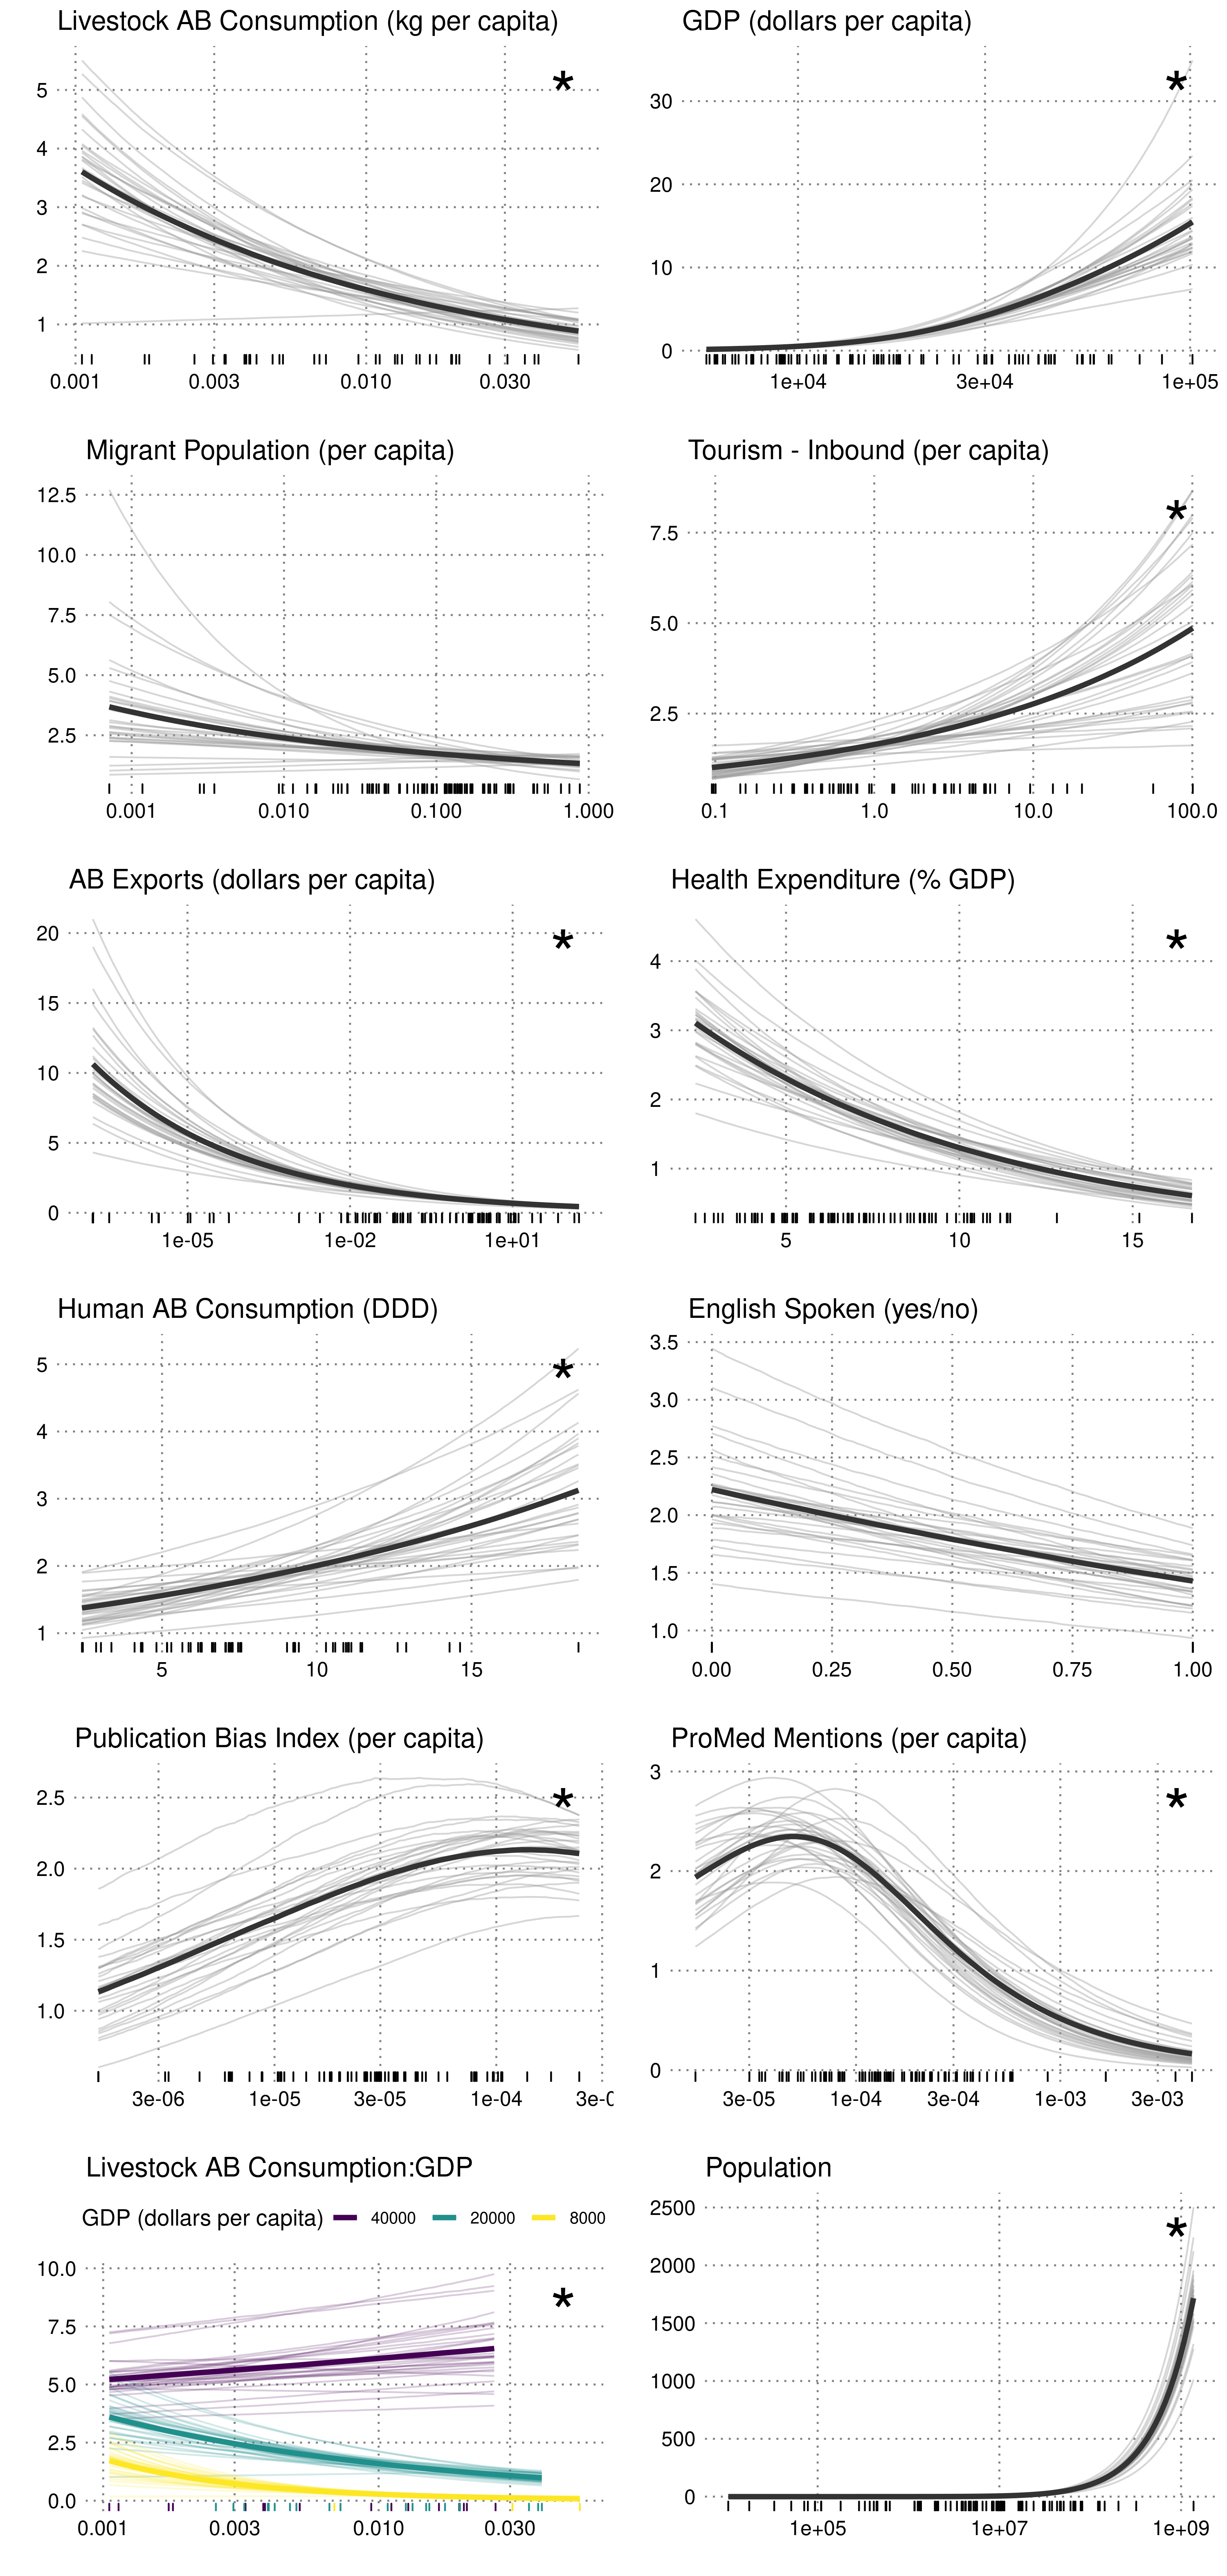 Livestock AB Consumption (kg per capita)
*
5
4
3
2
1
0.001 0.003 0.010 0.030
GDP (dollars per capita)
*
30
20
10
0
1e+04 3e+04 1e+05
Migrant Population (per capita)
12.5
10.0
7.5
5.0
2.5
0.001 0.010 0.100 1.000
Tourism - Inbound (per capita)
*
7.5
5.0
2.5
0.1 1.0 10.0 100.0
AB Exports (dollars per capita)
*
20
15
10
5
0
1e-05 1e-02 1e+01
Health Expenditure (% GDP)
*
4
3
2
1
5 10 15
Human AB Consumption (DDD)
*
5
4
3
2
1
5 10 15
English Spoken (yes/no)
3.5
3.0
2.5
2.0
1.5
1.0
0.00 0.25 0.50 0.75 1.00
Publication Bias Index (per capita)
*
2.5
2.0
1.5
1.0
3e-06 1e-05 3e-05 1e-04
ProMed Mentions (per capita)
*
3
2
1
0
3e-05 1e-04 3e-04 1e-03 3e-03
Livestock AB Consumption:GDP
GDP (dollars per capita) 40000 20000 8000
*
10.0
7.5
5.0
2.5
0.0
0.001 0.003 0.010 0.030
Population
*
2500
2000
1500
1000
500
0
1e+05 1e+07 1e+09